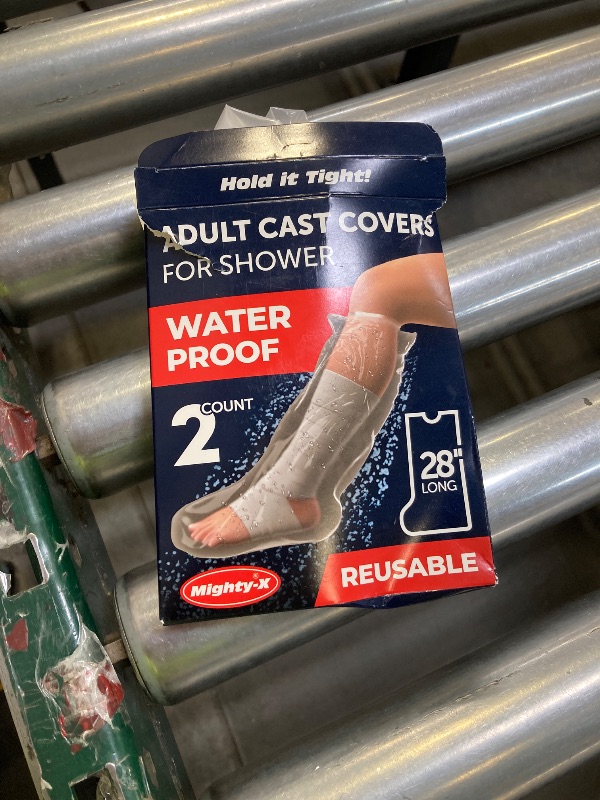 Hold it Tight!
ADULT CAST COVERS
FOR SHOWER
WATER
PROOF
2 COUNT
28"
LONG
REUSABLE
Mighty-X